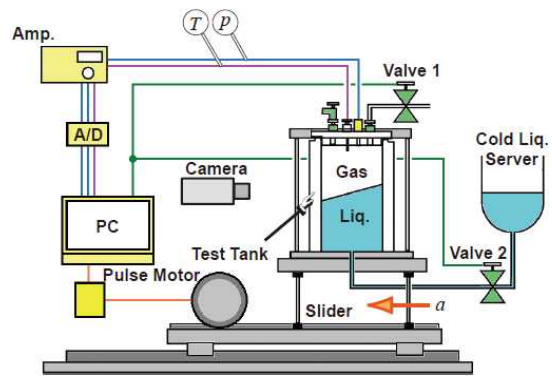 T
p
Amp.
Valve 1
A/D
Cold Liq.
Server
Camera
Gas
PC
Liq.
Test Tank
Valve 2
Pulse Motor
Slider
a